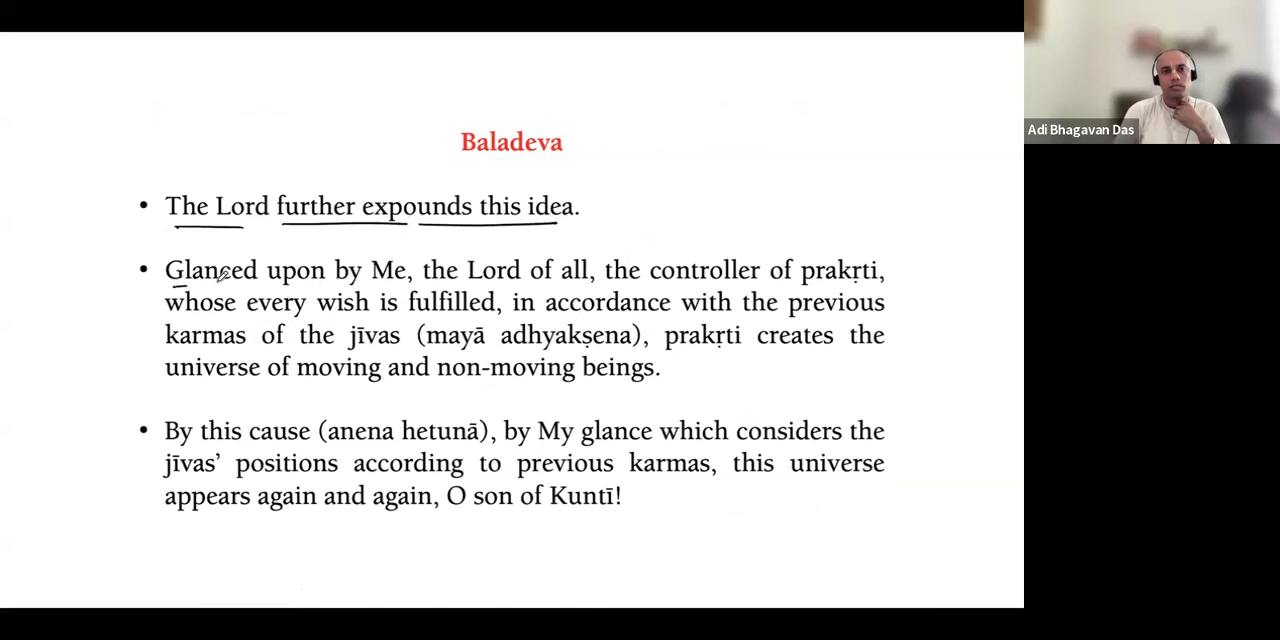 Baladeva
• The Lord further expounds this idea.
• Glanced upon by Me, the Lord of all, the controller of prakṛti,
whose every wish is fulfilled, in accordance with the previous
karmas of the jīvas (mayā adhyakṣena), prakṛti creates the
universe of moving and non-moving beings.
• By this cause (anena hetunā), by My glance which considers the
jīvas’ positions according to previous karmas, this universe
appears again and again, O son of Kuntī!
Adi Bhagavan Das